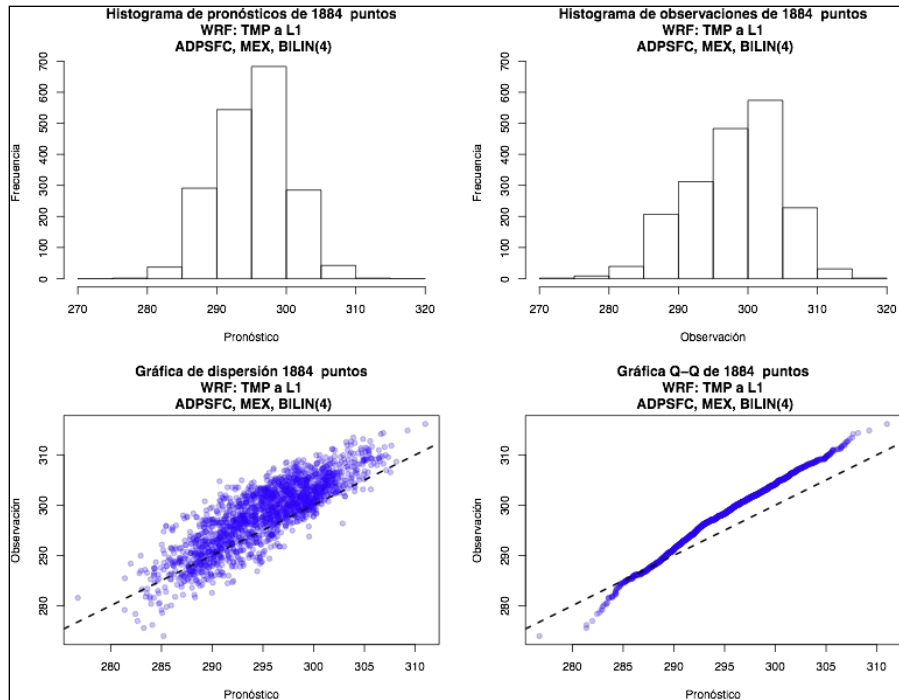 Histograma de pronósticos de 1884 puntos
WRF: TMP a L1
ADPSFC, MEX, BILIN(4)
Frecuencia
0 100 200 300 400 500 600 700
270 280 290 300 310 320
Pronóstico
Histograma de observaciones de 1884 puntos
WRF: TMP a L1
ADPSFC, MEX, BILIN(4)
Frecuencia
0 100 200 300 400 500 600 700
270 280 290 300 310 320
Observación
Gráfica de dispersión 1884 puntos
WRF: TMP a L1
ADPSFC, MEX, BILIN(4)
Observación
280 290 300 310
280 285 290 295 300 305 310
Pronóstico
Gráfica Q-Q de 1884 puntos
WRF: TMP a L1
ADPSFC, MEX, BILIN(4)
Observación
280 290 300 310
280 285 290 295 300 305 310
Pronóstico